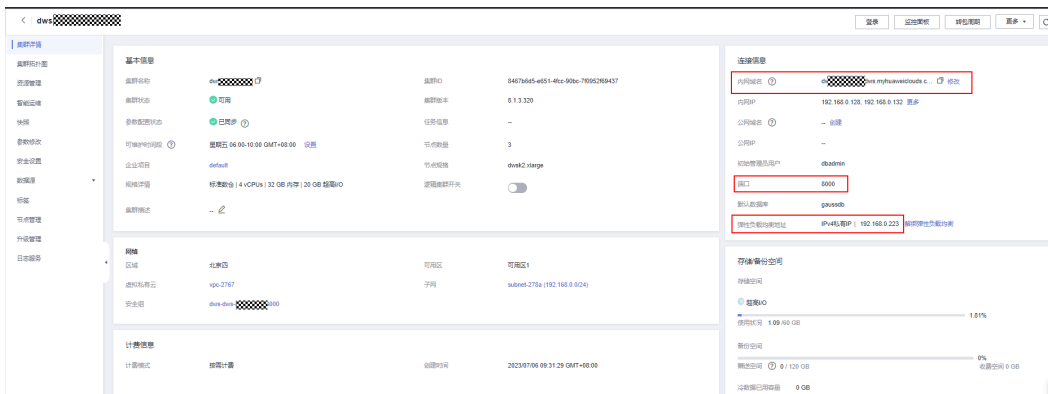 dws
登录 监控面板 转包周期 更多
集群详情
集群拓扑图
资源管理
智能运维
快照
参数修改
安全设置
数据源
标签
节点管理
升级管理
日志服务
基本信息
集群名称 dws
集群ID 8467b6d5-e651-4fcc-90bc-7f0952f69437
集群状态 可用
集群版本 8.1.3.320
参数配置状态 已同步
任务信息 --
可维护时间段 星期五 06:00-10:00 GMT+08:00 设置
节点数量 3
企业项目 default
节点规格 dwsk2.xlarge
规格详情 标准数仓 | 4 vCPUs | 32 GB 内存 | 20 GB 超高I/O
逻辑集群开关
集群描述 --
网络
区域 北京四
可用区 可用区1
虚拟私有云 vpc-2767
子网 subnet-278a (192.168.0.0/24)
安全组 dws-dws- 8000
计费信息
计费模式 按需计费
创建时间 2023/07/06 09:31:29 GMT+08:00
连接信息
内网域名 dws.myhuaweiclouds.c... 修改
内网IP 192.168.0.128, 192.168.0.132 更多
公网域名 -- 创建
公网IP --
初始管理员用户 dbadmin
端口 8000
默认数据库 gaussdb
弹性负载均衡地址 IPv4私有IP | 192.168.0.223 解绑弹性负载均衡
存储/备份空间
存储空间
超高I/O
1.81%
使用状况 1.09 /60 GB
备份空间
0%
赠送空间 0 / 120 GB 收费空间 0 GB
冷数据已用容量 0 GB